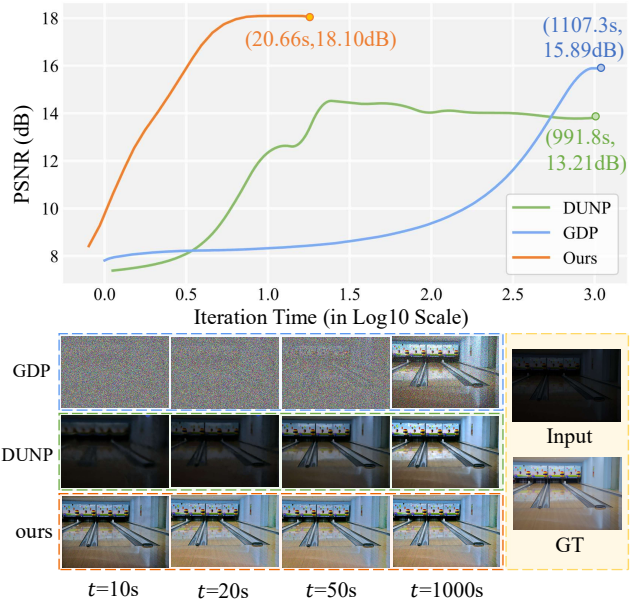 18
16
14
12
10
8
PSNR (dB)
(20.66s,18.10dB)
(1107.3s,
15.89dB)
(991.8s,
13.21dB)
DUNP
GDP
Ours
0.0 0.5 1.0 1.5 2.0 2.5 3.0
Iteration Time (in Log10 Scale)
GDP
DUNP
ours
Input
GT
t=10s t=20s t=50s t=1000s